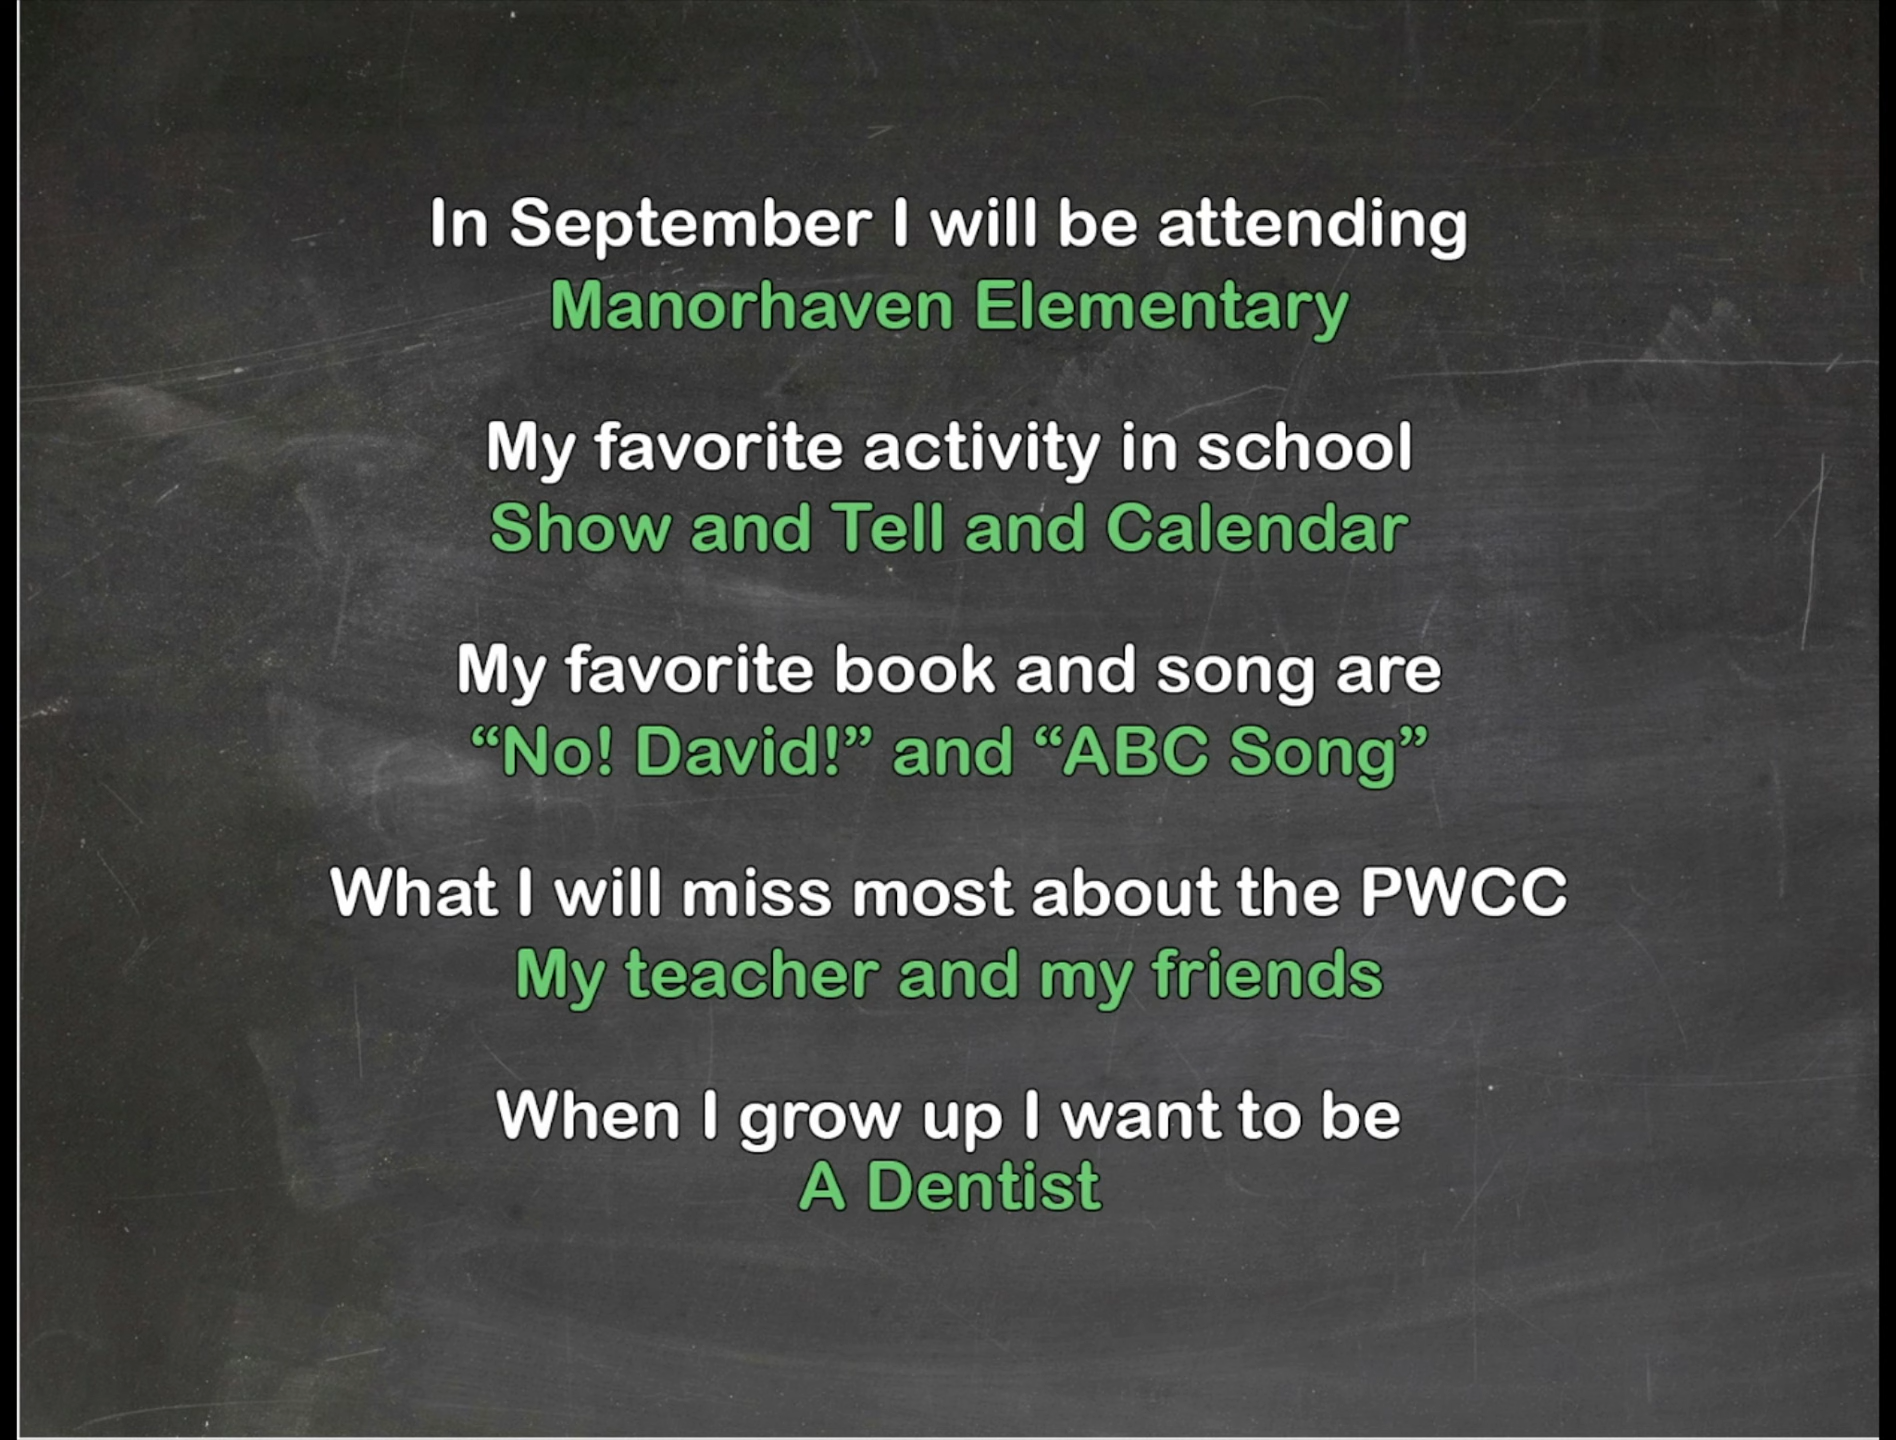 In September I will be attending
Manorhaven Elementary
My favorite activity in school
Show and Tell and Calendar
My favorite book and song are
“No! David!” and “ABC Song”
What I will miss most about the PWCC
My teacher and my friends
When I grow up I want to be
A Dentist